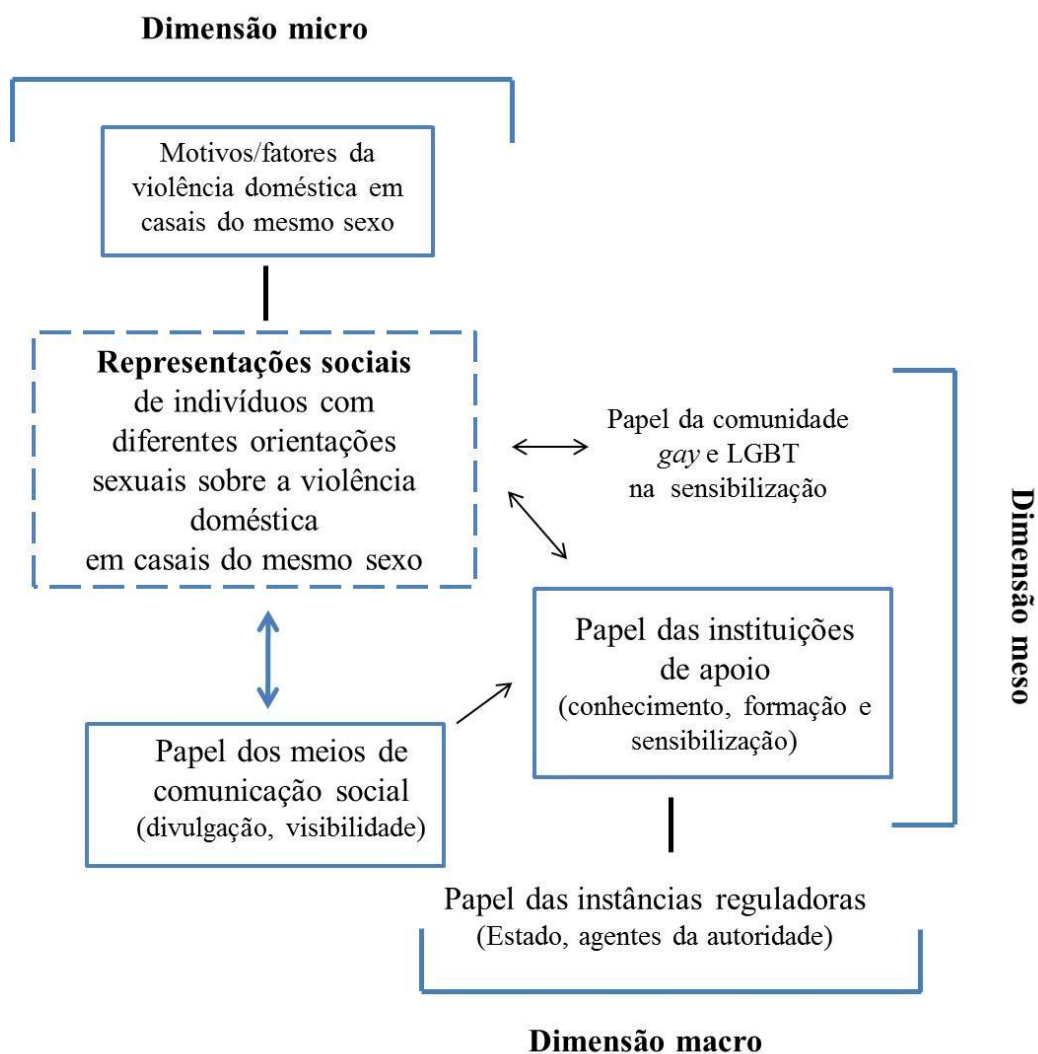 Dimensão micro
Motivos/fatores da
violência doméstica em
casais do mesmo sexo
Representações sociais
de indivíduos com
diferentes orientações
sexuais sobre a violência
doméstica
em casais do mesmo sexo
Papel da comunidade
gay e LGBT
na sensibilização
Dimensão meso
Papel das instituições
de apoio
(conhecimento, formação e
sensibilização)
Papel dos meios de
comunicação social
(divulgação, visibilidade)
Papel das instâncias reguladoras
(Estado, agentes da autoridade)
Dimensão macro